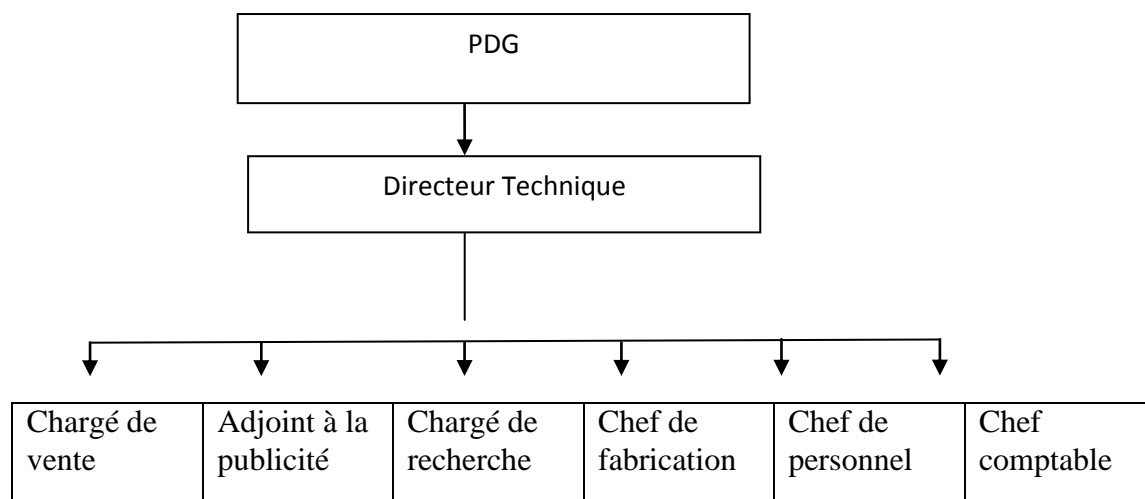 PDG
Directeur Technique
Chargé de vente
Adjoint à la publicité
Chargé de recherche
Chef de fabrication
Chef de personnel
Chef comptable